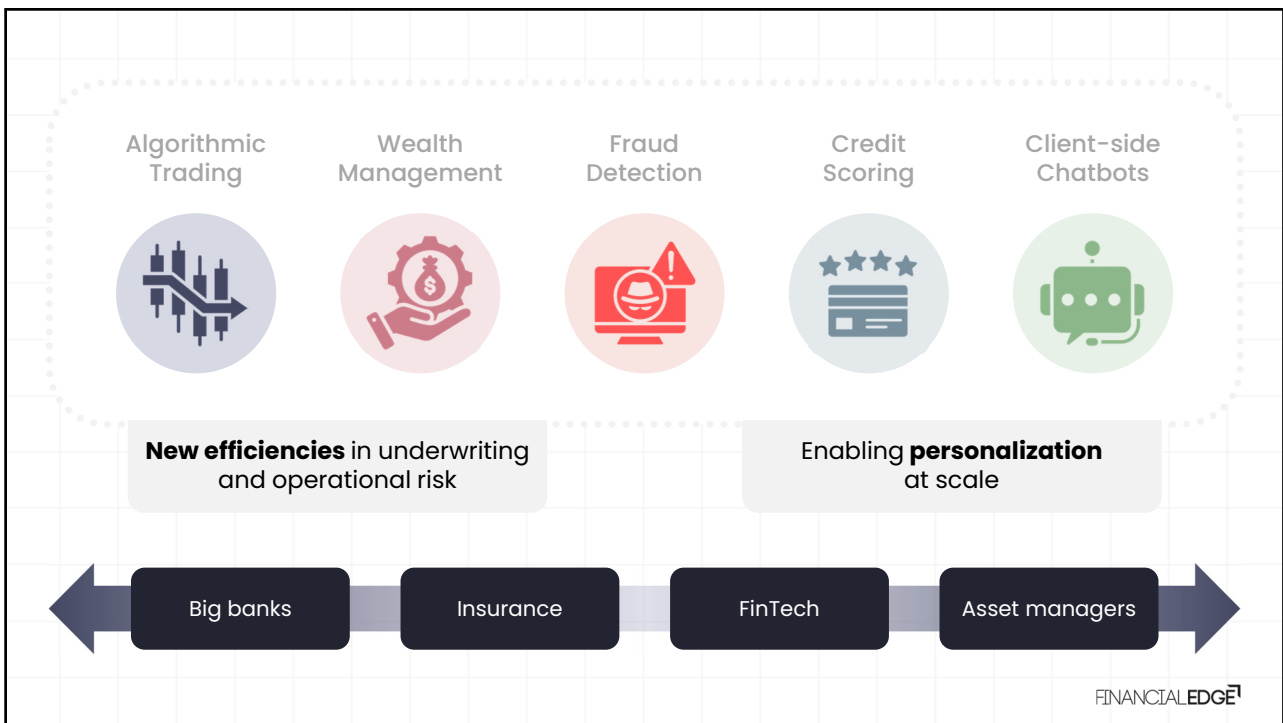 Algorithmic
Trading
Wealth
Management
Fraud
Detection
Credit
Scoring
Client-side
Chatbots
$
New efficiencies in underwriting
and operational risk
Enabling personalization
at scale
Big banks
Insurance
FinTech
Asset managers
FINANCIALEDGE